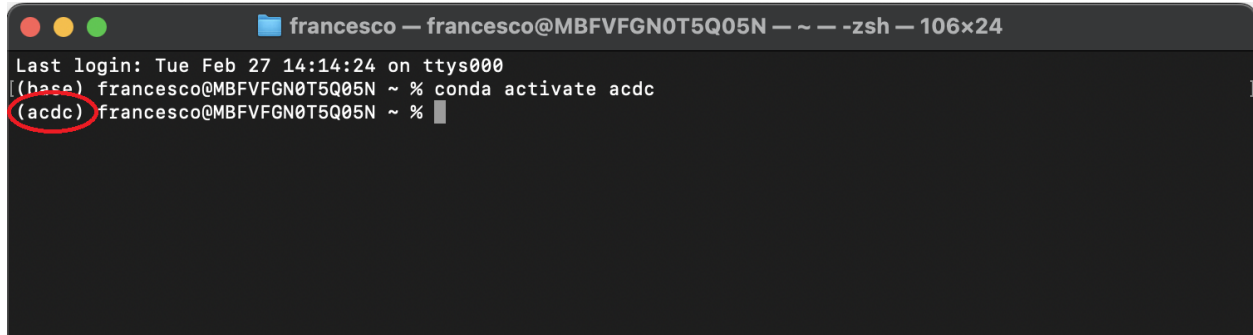 francesco — francesco@MBFVFGN0T5Q05N — ~ — -zsh — 106×24
Last login: Tue Feb 27 14:14:24 on ttys000
[(base) francesco@MBFVFGN0T5Q05N ~ % conda activate acdc ]
(acdc) francesco@MBFVFGN0T5Q05N ~ %